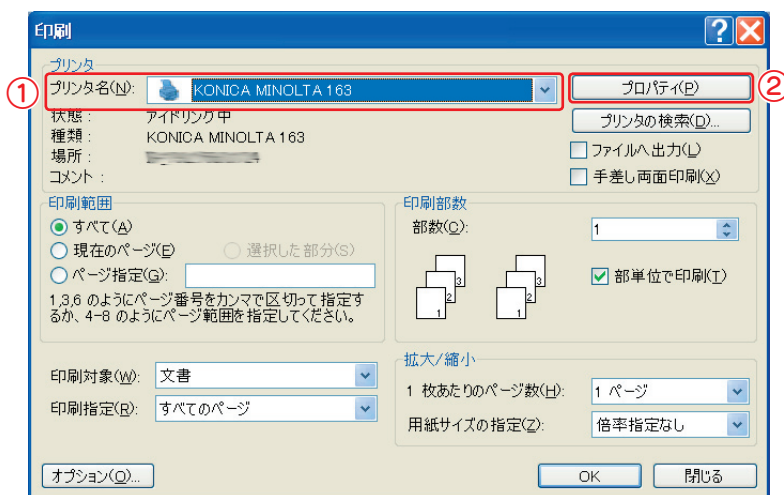 印刷
プリンタ
① プリンタ名(N): KONICA MINOLTA 163 プロパティ(P) ②
状態: アイドリング中 プリンタの検索(D)...
種類: KONICA MINOLTA 163
場所: ファイルへ出力(L)
コメント: 手差し両面印刷(X)
印刷範囲
すべて(A)
現在のページ(E) 選択した部分(S)
ページ指定(G):
1,3,6 のようにページ番号をカンマで区切って指定す
るか、4-8 のようにページ範囲を指定してください。
印刷部数
部数(C): 1
部単位で印刷(T)
3 3
2 2
1 1
印刷対象(W): 文書
印刷指定(R): すべてのページ
拡大/縮小
1 枚あたりのページ数(H): 1 ページ
用紙サイズの指定(Z): 倍率指定なし
オプション(O)... OK 閉じる